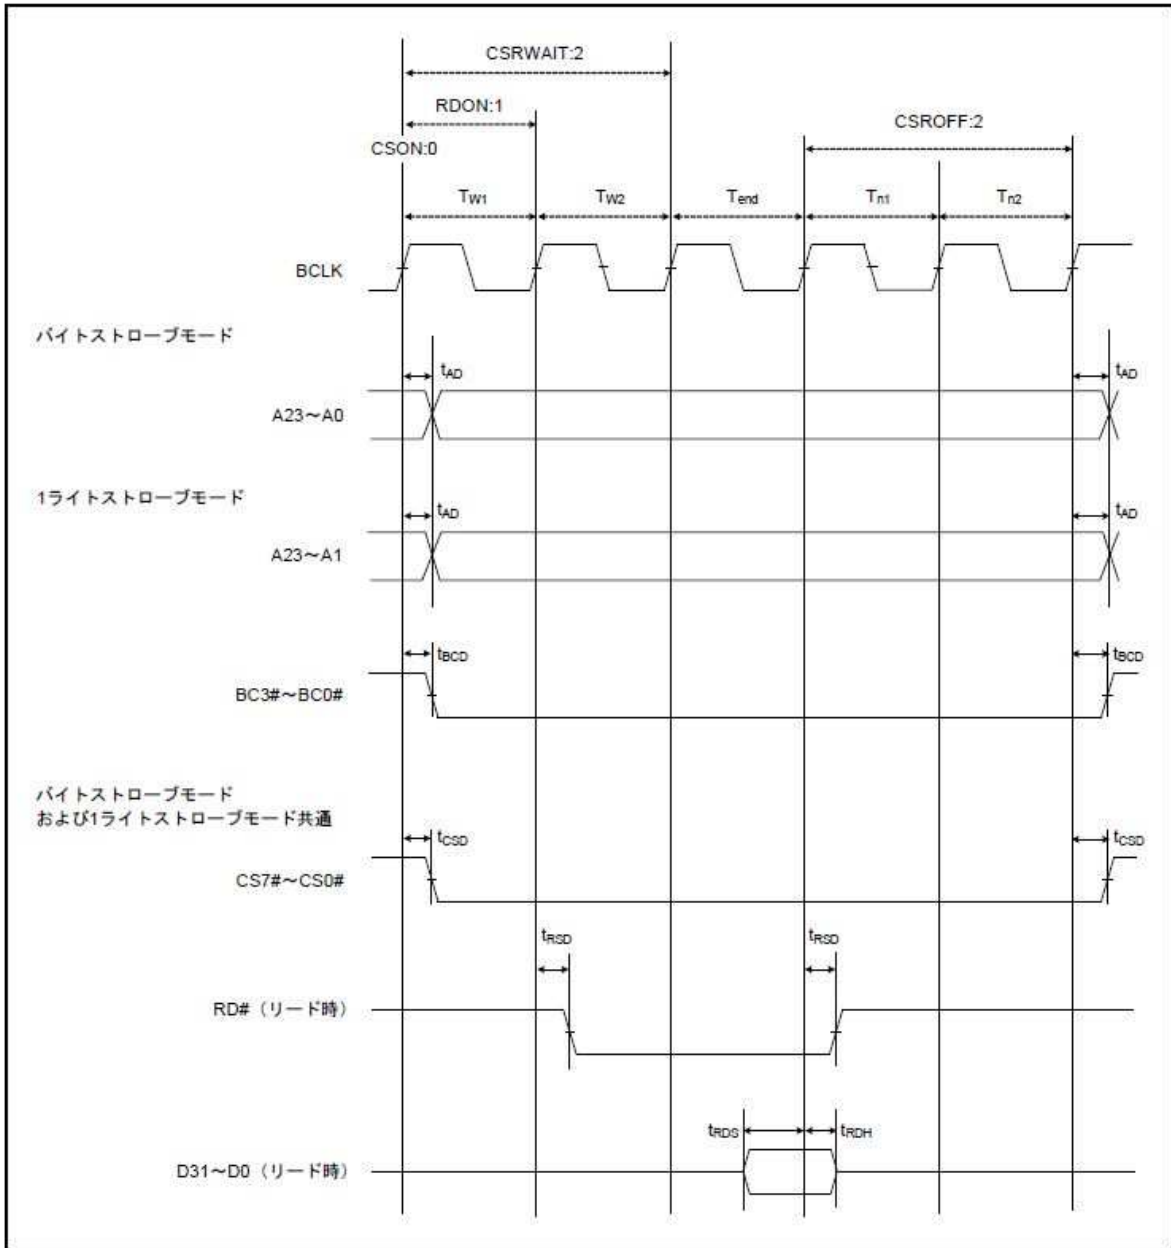 CSRWAIT:2
RDON:1
CSROFF:2
CSON:0
TW1 TW2 Tend Tn1 Tn2
BCLK
バイトストローブモード
tAD tAD
A23～A0
1ライトストローブモード
tAD tAD
A23～A1
tBCD tBCD
BC3#～BC0#
バイトストローブモード
および1ライトストローブモード共通
tCSD tCSD
CS7#～CS0#
tRSD tRSD
RD#（リード時）
tRDS tRDH
D31～D0（リード時）